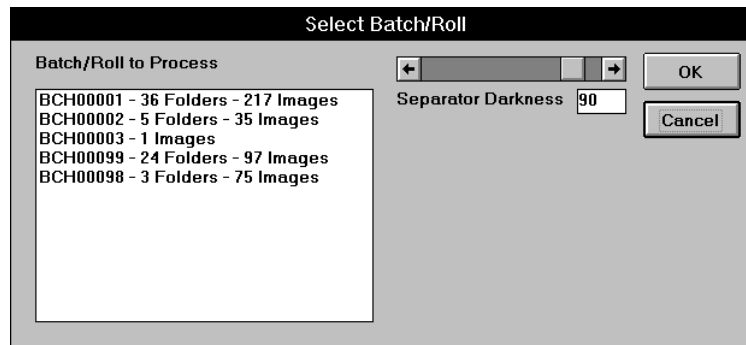 Select Batch/Roll
Batch/Roll to Process
BCH00001 - 36 Folders - 217 Images
BCH00002 - 5 Folders - 35 Images
BCH00003 - 1 Images
BCH00099 - 24 Folders - 97 Images
BCH00098 - 3 Folders - 75 Images
Separator Darkness 90
OK
Cancel